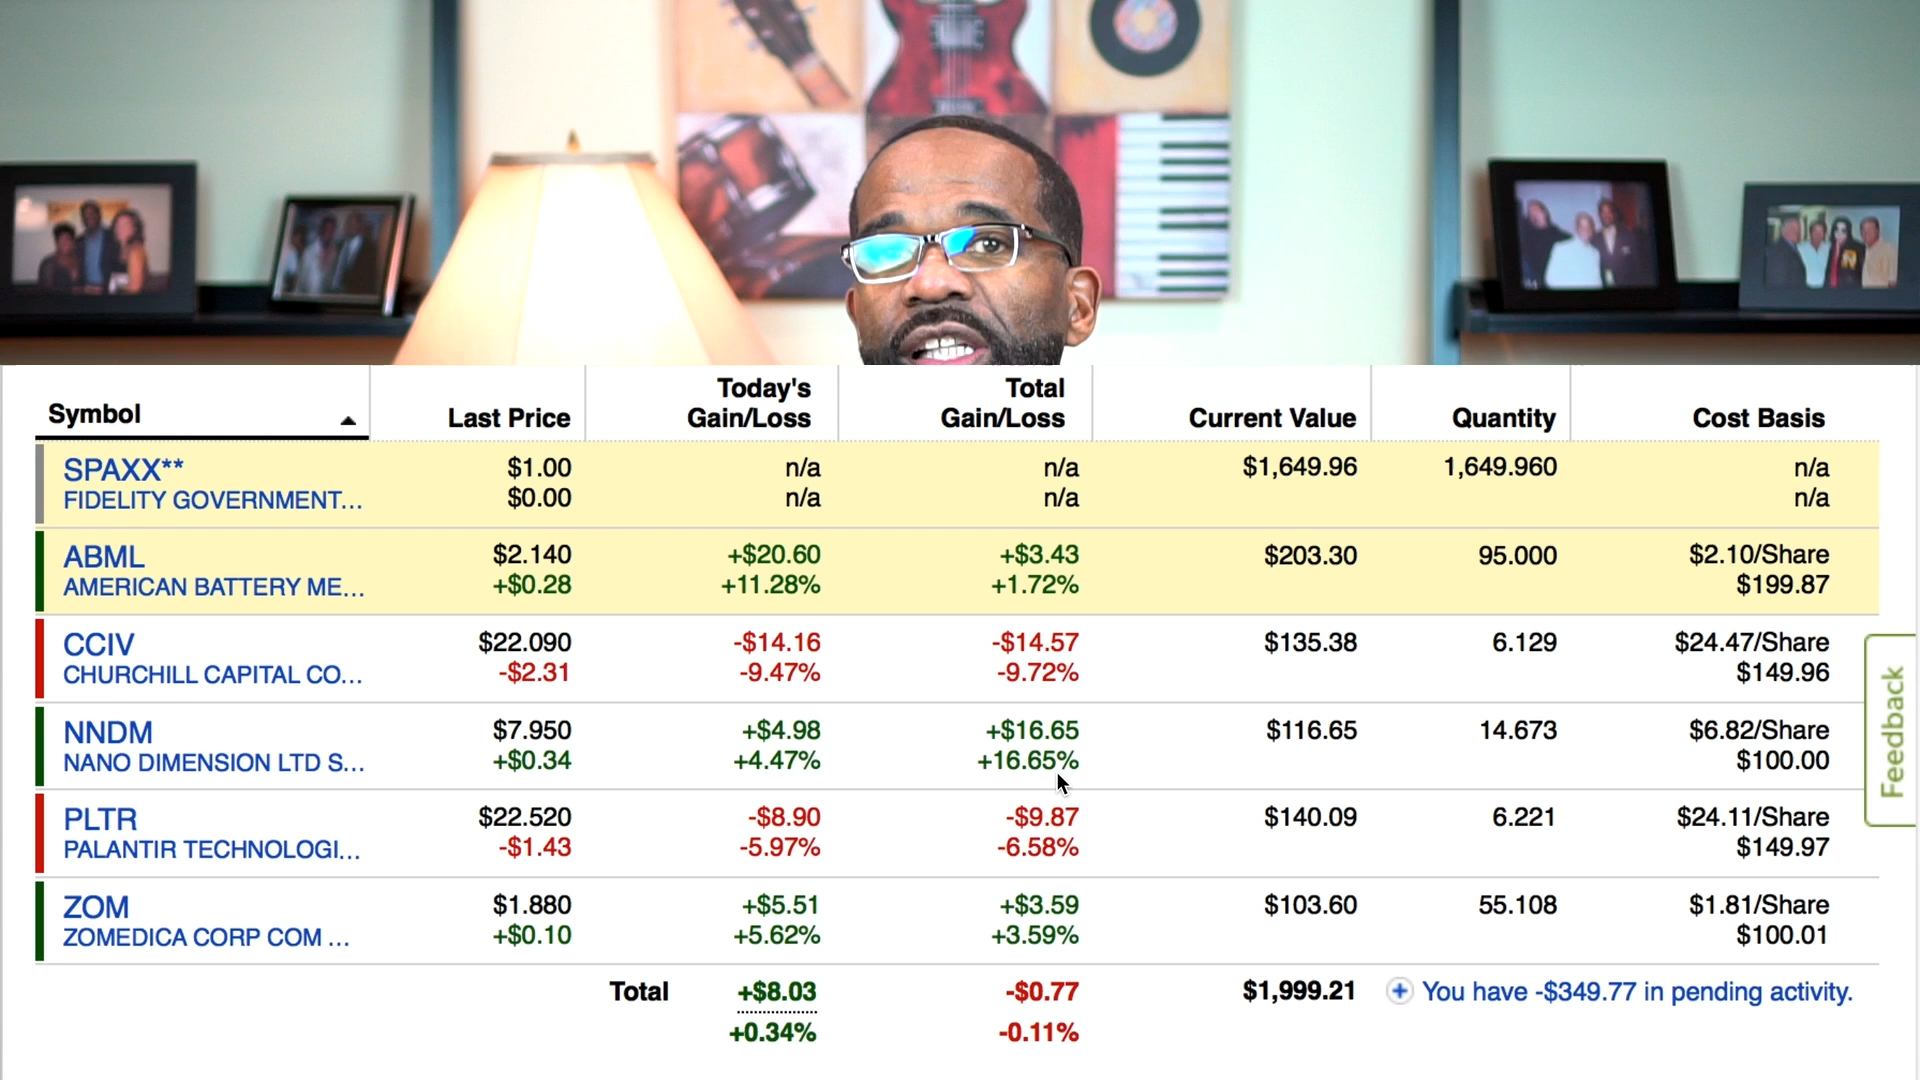 Symbol ▲ Last Price Today's Gain/Loss Total Gain/Loss Current Value Quantity Cost Basis
SPAXX** $1.00 n/a n/a $1,649.96 1,649.960 n/a
FIDELITY GOVERNMENT... $0.00 n/a n/a n/a
ABML $2.140 +$20.60 +$3.43 $203.30 95.000 $2.10/Share
AMERICAN BATTERY ME... +$0.28 +11.28% +1.72% $199.87
CCIV $22.090 -$14.16 -$14.57 $135.38 6.129 $24.47/Share
CHURCHILL CAPITAL CO... -$2.31 -9.47% -9.72% $149.96
NNDM $7.950 +$4.98 +$16.65 $116.65 14.673 $6.82/Share
NANO DIMENSION LTD S... +$0.34 +4.47% +16.65% $100.00
PLTR $22.520 -$8.90 -$9.87 $140.09 6.221 $24.11/Share
PALANTIR TECHNOLOGI... -$1.43 -5.97% -6.58% $149.97
ZOM $1.880 +$5.51 +$3.59 $103.60 55.108 $1.81/Share
ZOMEDICA CORP COM ... +$0.10 +5.62% +3.59% $100.01
Total +$8.03 -$0.77 $1,999.21 + You have -$349.77 in pending activity.
+0.34% -0.11%
Feedback